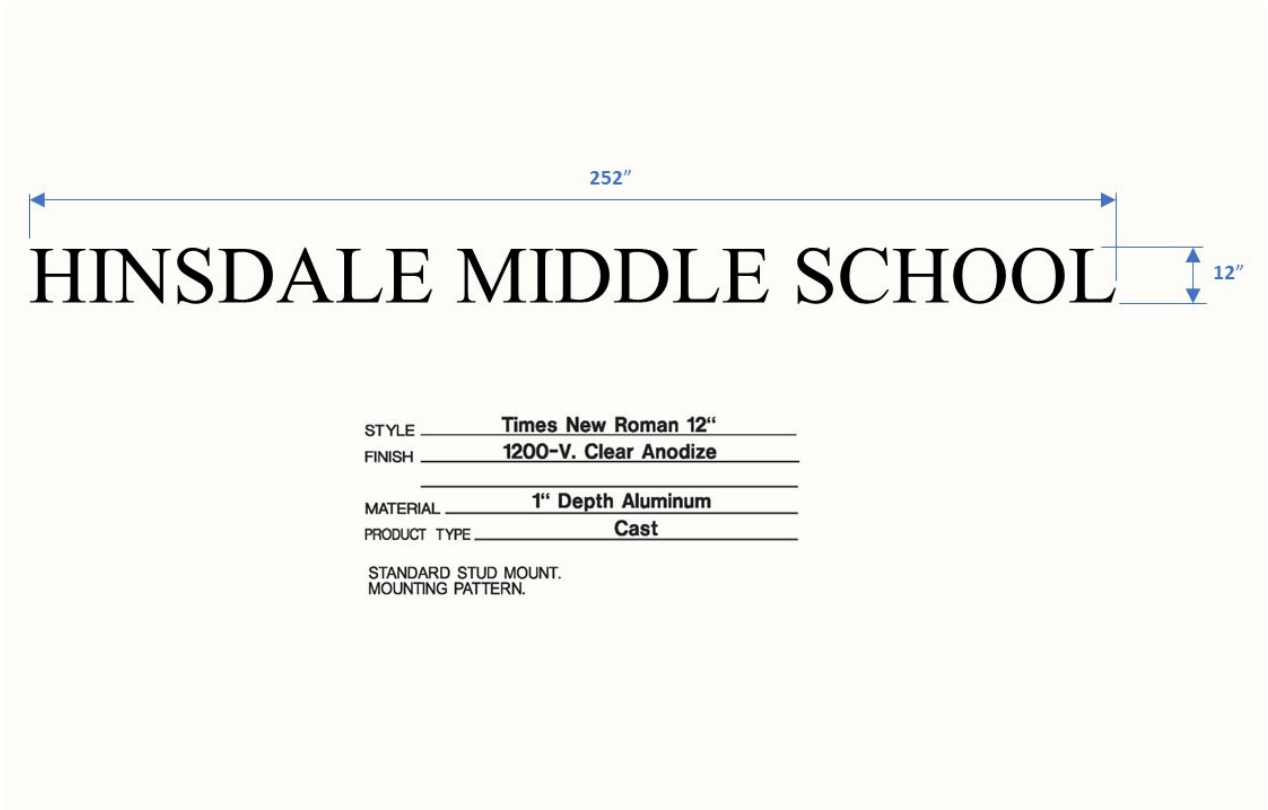 252″
HINSDALE MIDDLE SCHOOL
12″
STYLE Times New Roman 12“
FINISH 1200-V. Clear Anodize
MATERIAL 1“ Depth Aluminum
PRODUCT TYPE Cast
STANDARD STUD MOUNT.
MOUNTING PATTERN.